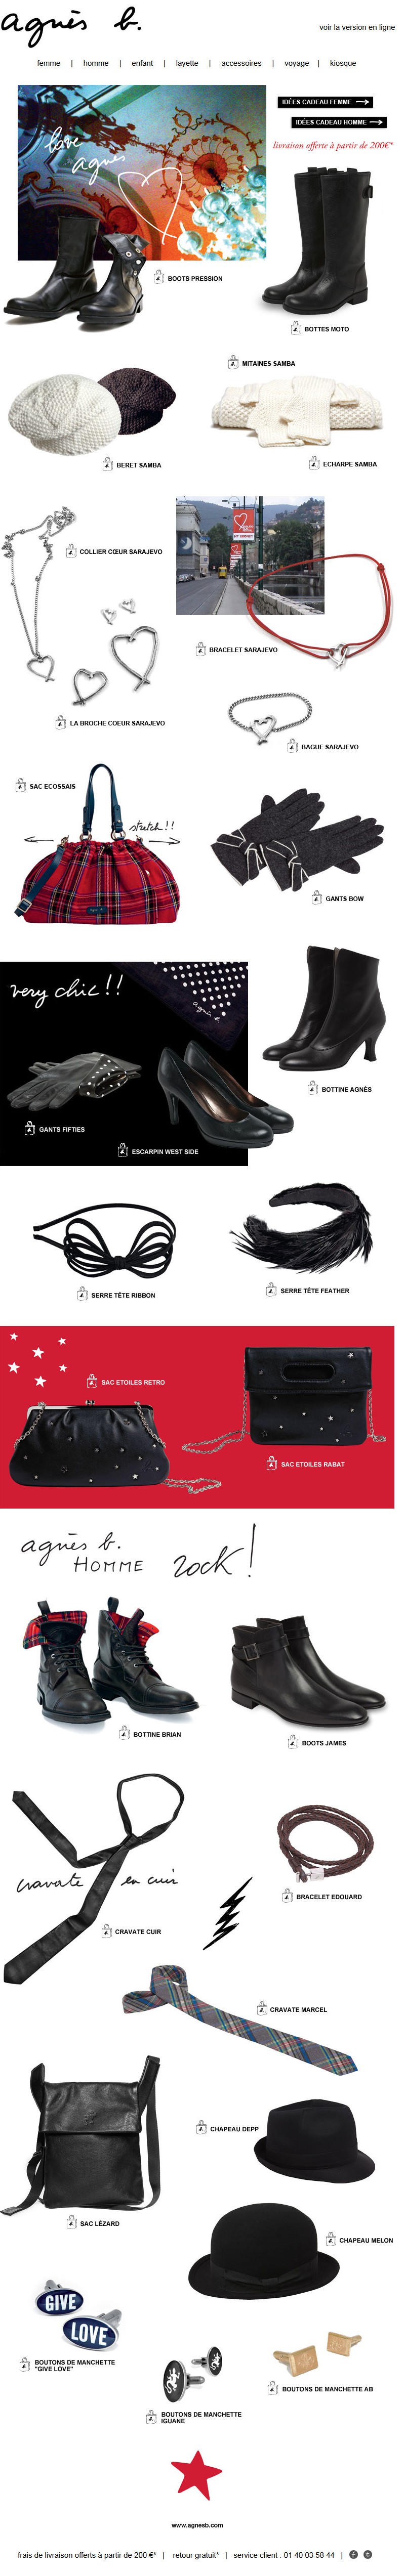 agnès b.
voir la version en ligne
femme | homme | enfant | layette | accessoires | voyage | kiosque
IDÉES CADEAU FEMME
IDÉES CADEAU HOMME
livraison offerte à partir de 200€*
love
agnès
BOOTS PRESSION
BOTTES MOTO
MITAINES SAMBA
BERET SAMBA
ECHARPE SAMBA
COLLIER CŒUR SARAJEVO
BRACELET SARAJEVO
LA BROCHE COEUR SARAJEVO
BAGUE SARAJEVO
SAC ECOSSAIS
stretch!!
agnès b.
GANTS BOW
very chic!!
agnès b.
BOTTINE AGNÈS
GANTS FIFTIES
ESCARPIN WEST SIDE
SERRE TÊTE RIBBON
SERRE TÊTE FEATHER
SAC ETOILES RETRO
SAC ETOILES RABAT
agnès b.
HOMME rock!
BOTTINE BRIAN
BOOTS JAMES
cravate en cuir
BRACELET EDOUARD
CRAVATE CUIR
CRAVATE MARCEL
CHAPEAU DEPP
SAC LÉZARD
CHAPEAU MELON
GIVE
LOVE
BOUTONS DE MANCHETTE
"GIVE LOVE"
BOUTONS DE MANCHETTE AB
BOUTONS DE MANCHETTE
IGUANE
www.agnesb.com
frais de livraison offerts à partir de 200 €* | retour gratuit* | service client : 01 40 03 58 44 |